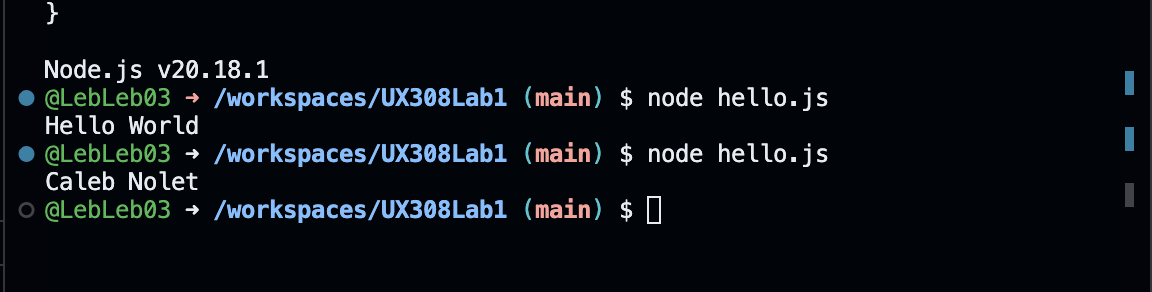 }
Node.js v20.18.1
@LebLeb03 ➜ /workspaces/UX308Lab1 (main) $ node hello.js
Hello World
@LebLeb03 ➜ /workspaces/UX308Lab1 (main) $ node hello.js
Caleb Nolet
@LebLeb03 ➜ /workspaces/UX308Lab1 (main) $